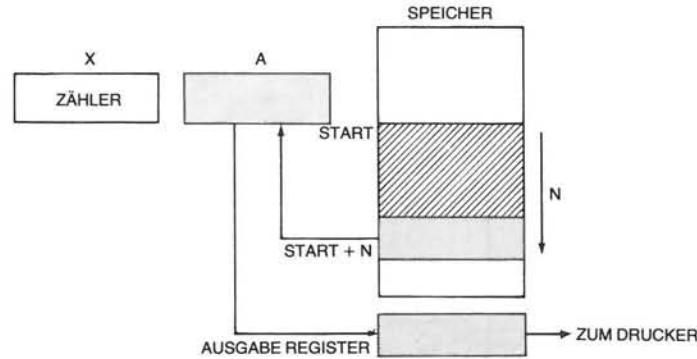 SPEICHER
X
A
ZÄHLER
START
N
START + N
AUSGABE REGISTER
ZUM DRUCKER